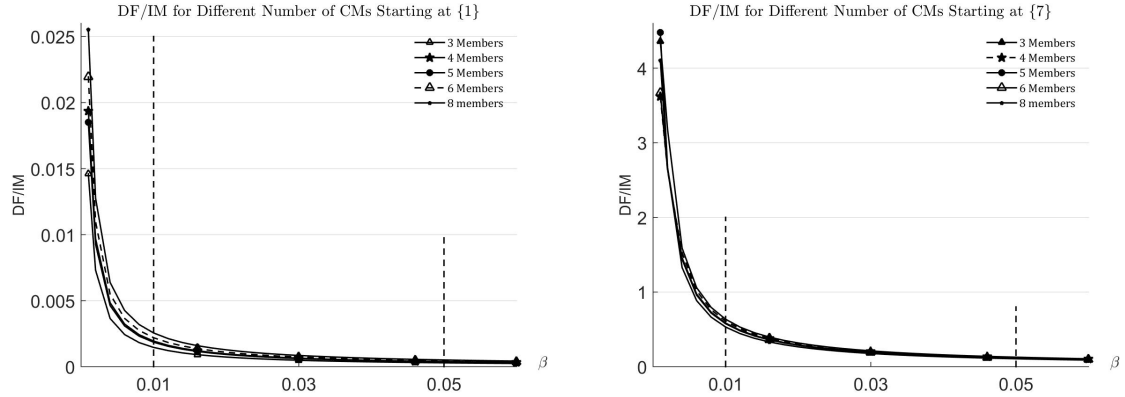 DF/IM for Different Number of CMs Starting at {1}
0.025
0.02
0.015
0.01
0.005
0
DF/IM
3 Members
4 Members
5 Members
6 Members
8 members
0.01
0.03
0.05
β
DF/IM for Different Number of CMs Starting at {7}
4
3
2
1
0
DF/IM
3 Members
4 Members
5 Members
6 Members
8 members
0.01
0.03
0.05
β